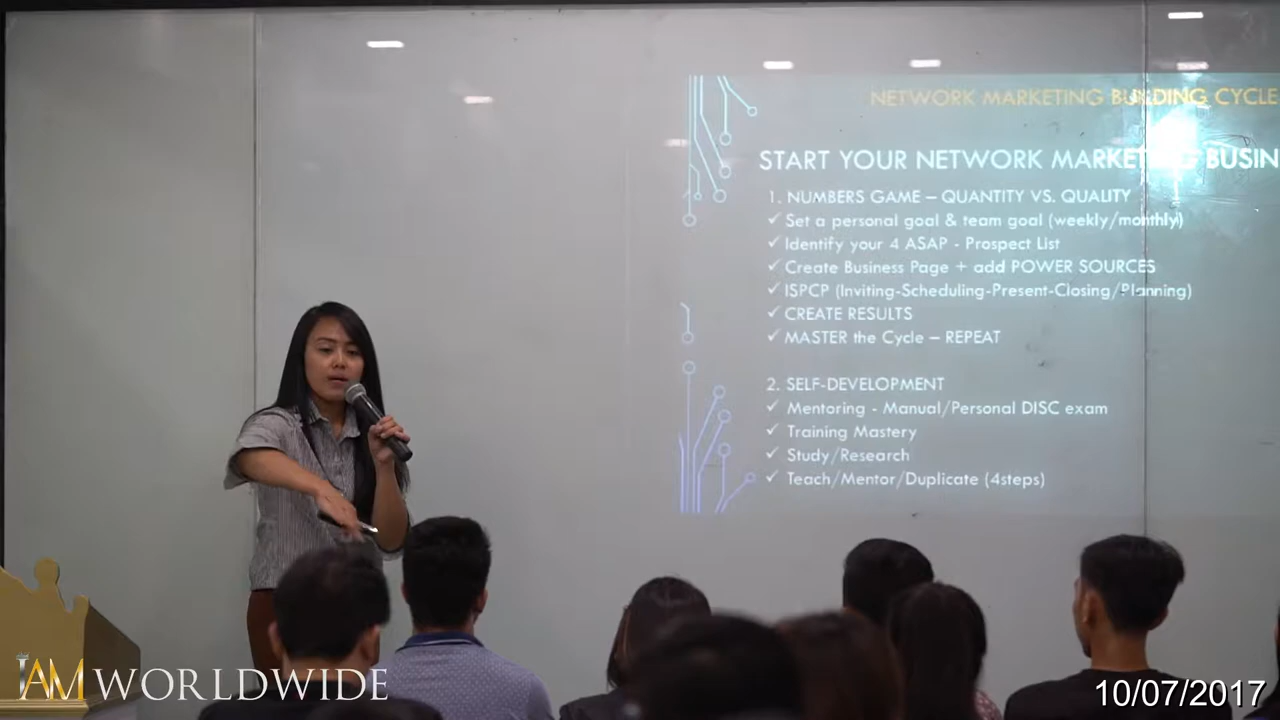 NETWORK MARKETING BUILDING CYCLE
START YOUR NETWORK MARKETING BUSIN
1. NUMBERS GAME – QUANTITY VS. QUALITY
✓ Set a personal goal & team goal (weekly/monthly)
✓ Identify your 4 ASAP - Prospect List
✓ Create Business Page + add POWER SOURCES
✓ ISPCP (Inviting-Scheduling-Present-Closing/Planning)
✓ CREATE RESULTS
✓ MASTER the Cycle – REPEAT
2. SELF-DEVELOPMENT
✓ Mentoring - Manual/Personal DISC exam
✓ Training Mastery
✓ Study/Research
✓ Teach/Mentor/Duplicate (4steps)
IAM WORLDWIDE
10/07/2017